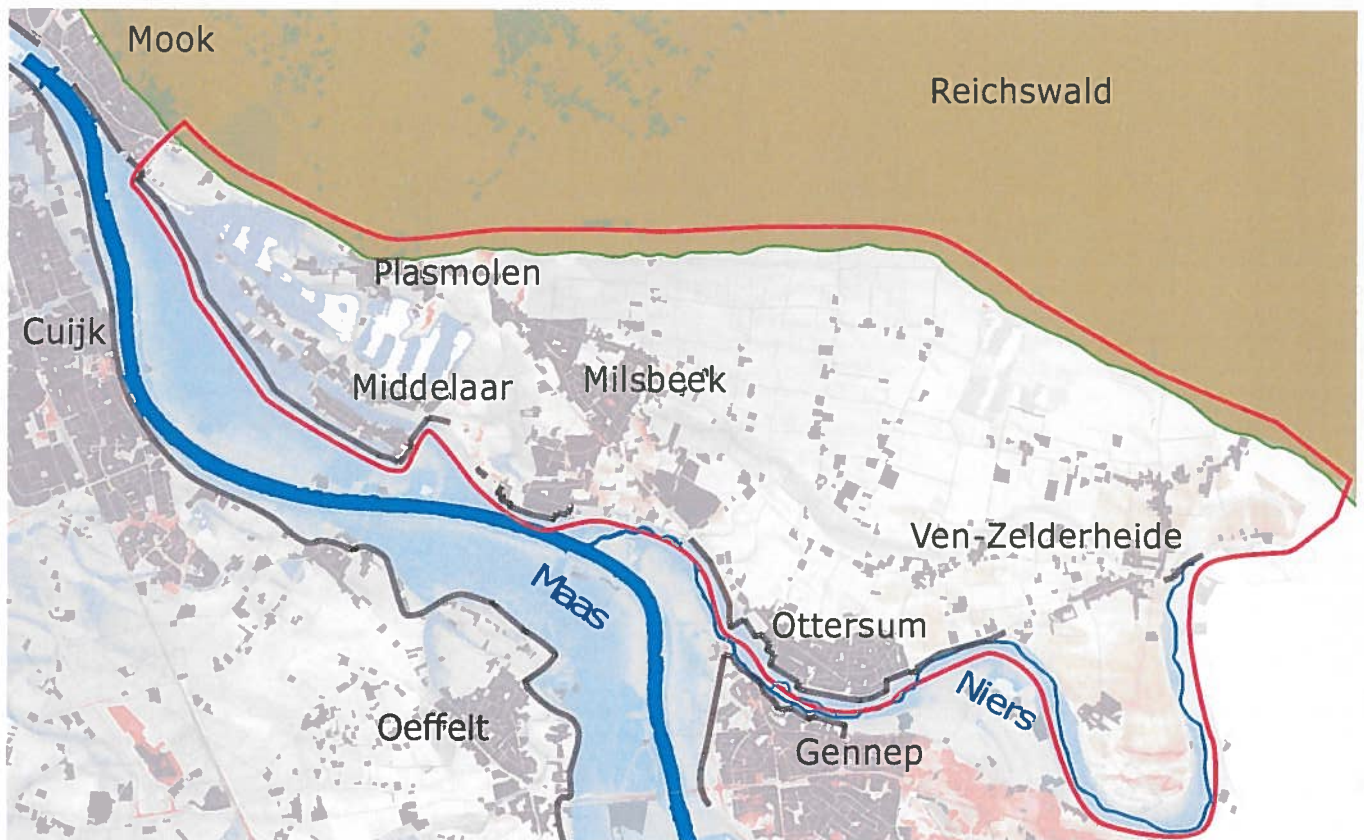 Mook
Reichswald
Plasmolen
Cuijk
Middelaar
Milsbeek
Ven-Zelderheide
Maas
Ottersum
Niers
Oeffelt
Gennep